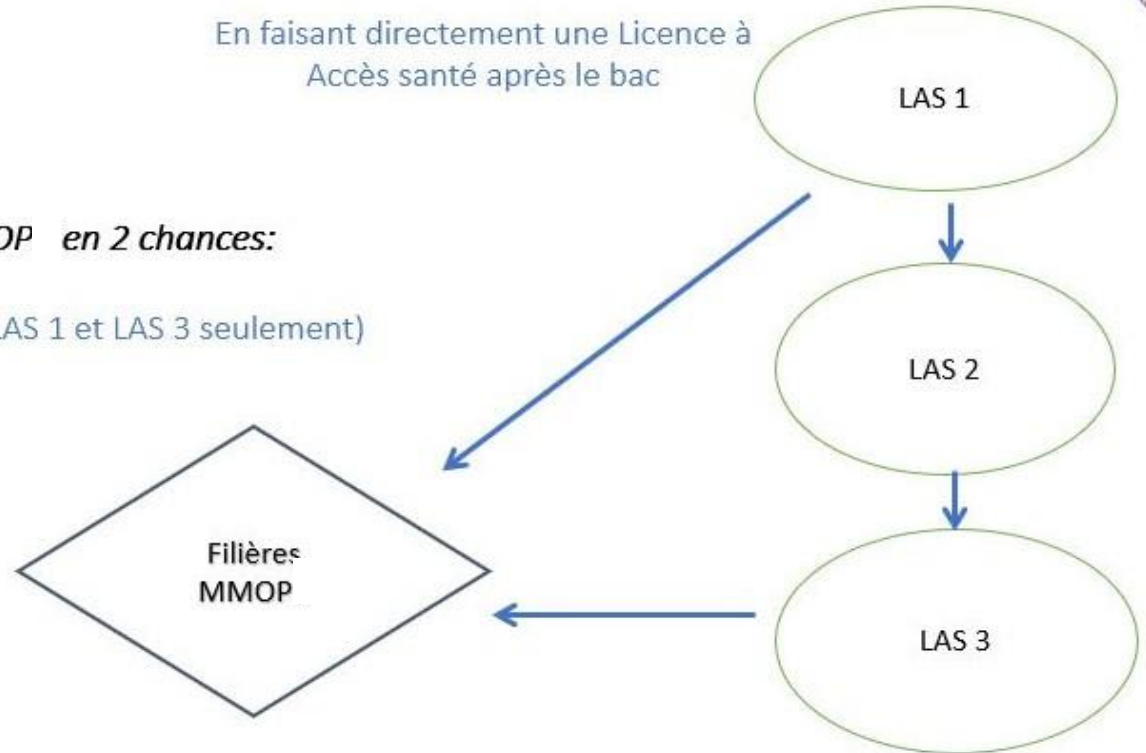 En faisant directement une Licence à
Accès santé après le bac
LAS 1
OP en 2 chances:
LAS 1 et LAS 3 seulement)
LAS 2
Filières
MMOP
LAS 3